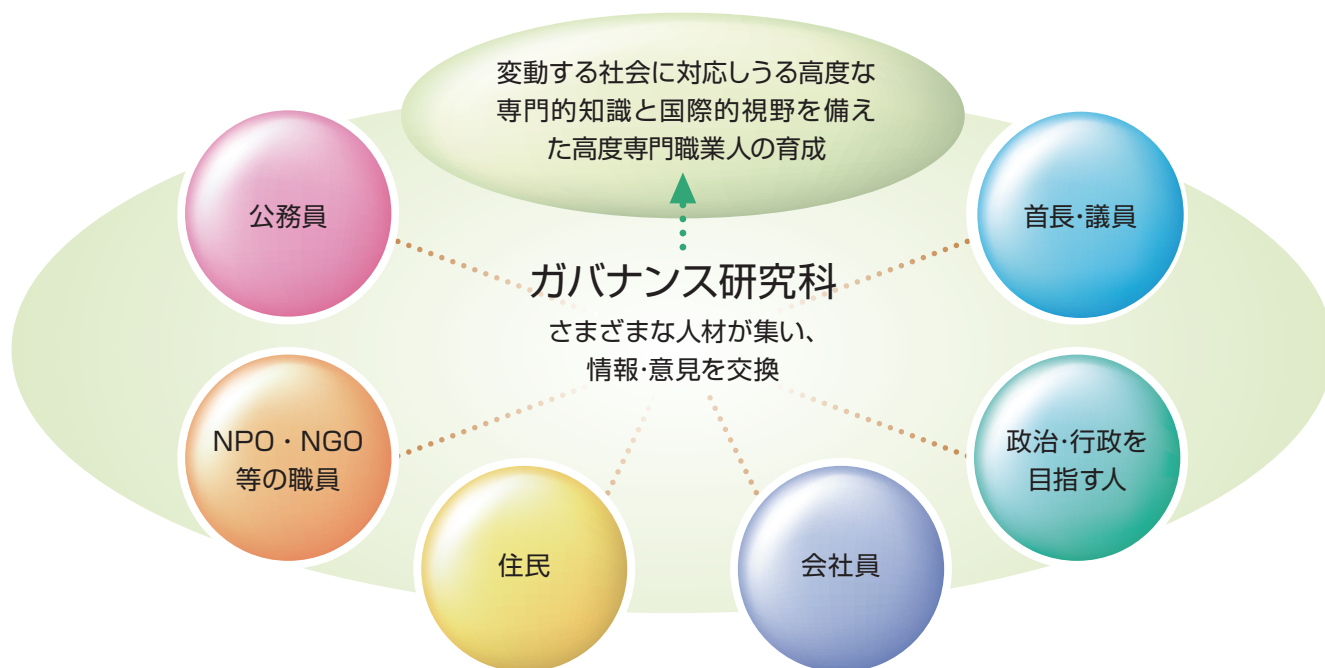 変動する社会に対応しうる高度な
専門的知識と国際的視野を備え
た高度専門職業人の育成
公務員
首長・議員
ガバナンス研究科
さまざまな人材が集い、
情報・意見を交換
NPO・NGO
等の職員
政治・行政を
目指す人
住民
会社員